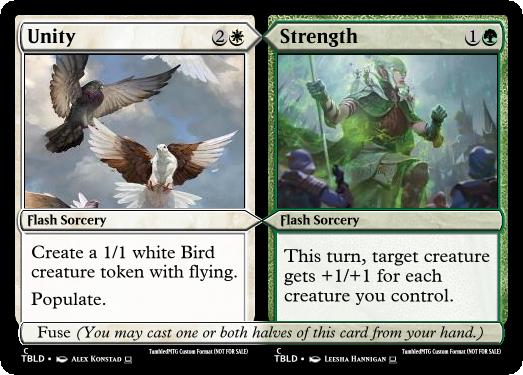 Unity 2
Flash Sorcery
Create a 1/1 white Bird
creature token with flying.
Populate.
Strength 1
Flash Sorcery
This turn, target creature
gets +1/+1 for each
creature you control.
Fuse (You may cast one or both halves of this card from your hand.)
C
TBLD • ALEX KONSTAD
TumbledMTG Custom Format (NOT FOR SALE)
C
TBLD • LEESHA HANNIGAN
TumbledMTG Custom Format (NOT FOR SALE)